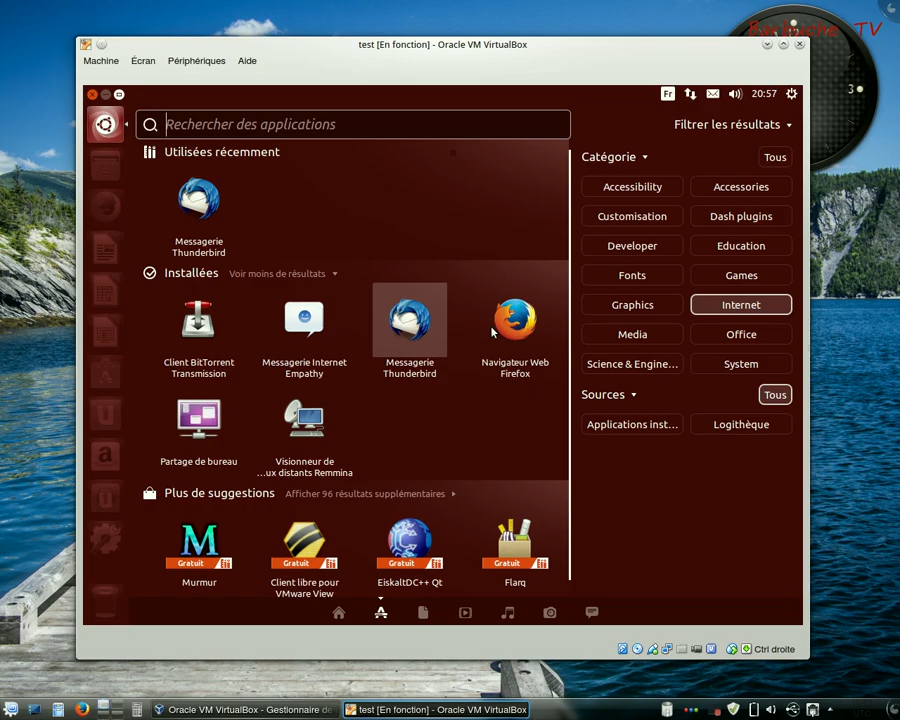 Barbuche TV
test [En fonction] - Oracle VM VirtualBox
Machine Écran Périphériques Aide
Fr 20:57
Rechercher des applications
Filtrer les résultats
Utilisées récemment
Messagerie
Thunderbird
Installées Voir moins de résultats
Client BitTorrent
Transmission
Messagerie Internet
Empathy
Messagerie
Thunderbird
Navigateur Web
Firefox
Partage de bureau
Visionneur de
...ux distants Remmina
Plus de suggestions Afficher 96 résultats supplémentaires
Gratuit
Murmur
Gratuit
Client libre pour
VMware View
Gratuit
EiskaltDC++ Qt
Gratuit
Flarq
Catégorie Tous
Accessibility Accessories
Customisation Dash plugins
Developer Education
Fonts Games
Graphics Internet
Media Office
Science & Engine... System
Sources Tous
Applications inst... Logithèque
Ctrl droite
Oracle VM VirtualBox - Gestionnaire de
test [En fonction] - Oracle VM VirtualBox